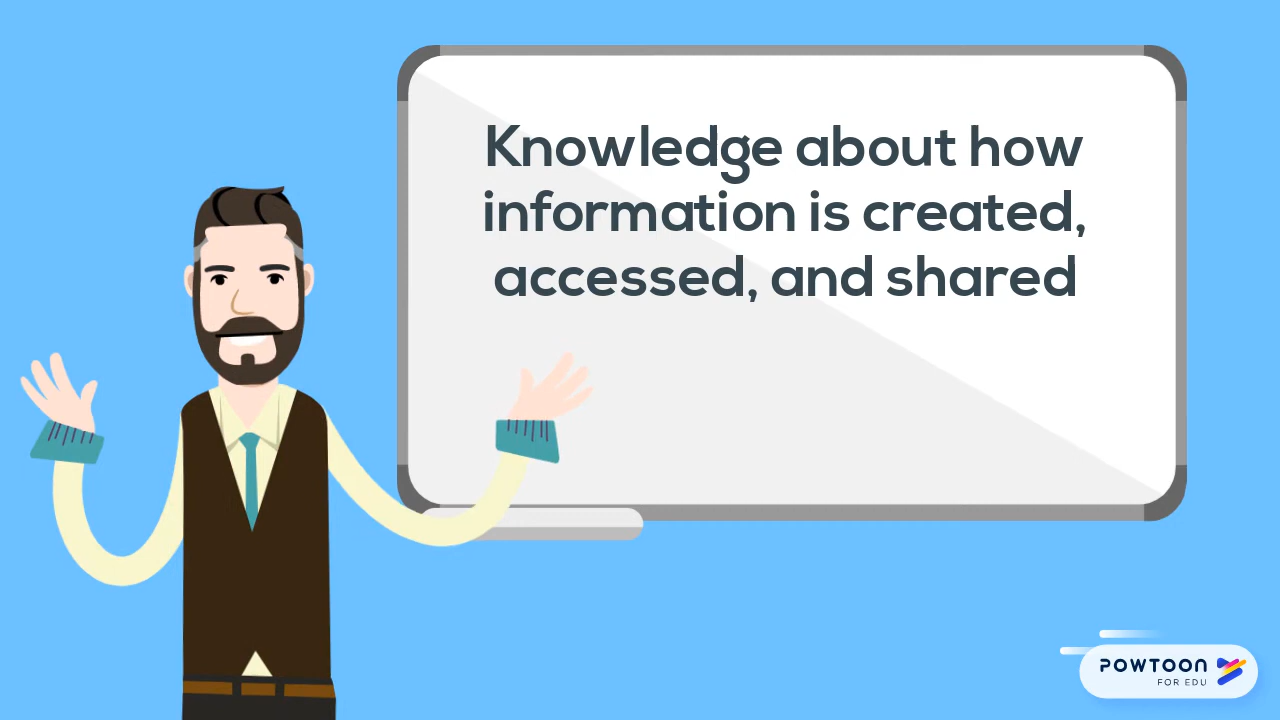 Knowledge about how
information is created,
accessed, and shared
POWTOON
FOR EDU